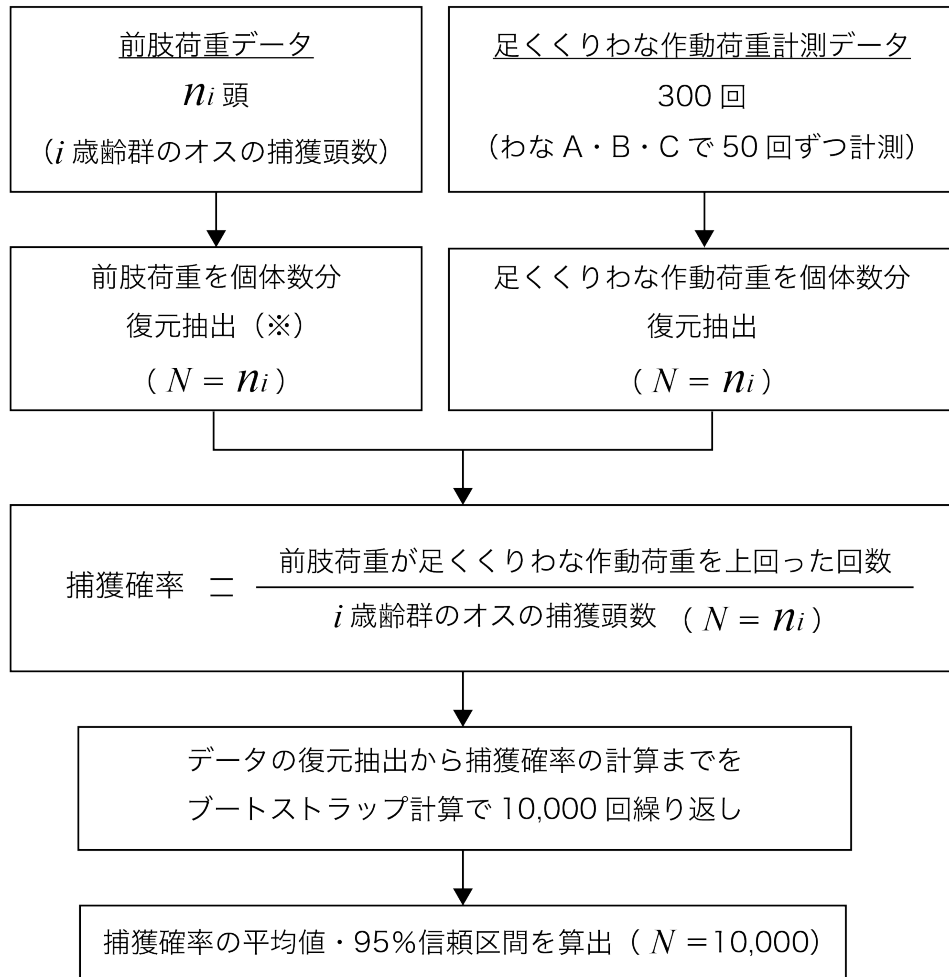 前肢荷重データ
ni 頭
（i 歳齢群のオスの捕獲頭数）
足くくりわな作動荷重計測データ
300 回
（わな A・B・C で 50 回ずつ計測）
前肢荷重を個体数分
復元抽出（※）
（ N = ni ）
足くくりわな作動荷重を個体数分
復元抽出
（ N = ni ）
捕獲確率 =
前肢荷重が足くくりわな作動荷重を上回った回数
i 歳齢群のオスの捕獲頭数 （ N = ni ）
データの復元抽出から捕獲確率の計算までを
ブートストラップ計算で 10,000 回繰り返し
捕獲確率の平均値・95%信頼区間を算出（ N =10,000）